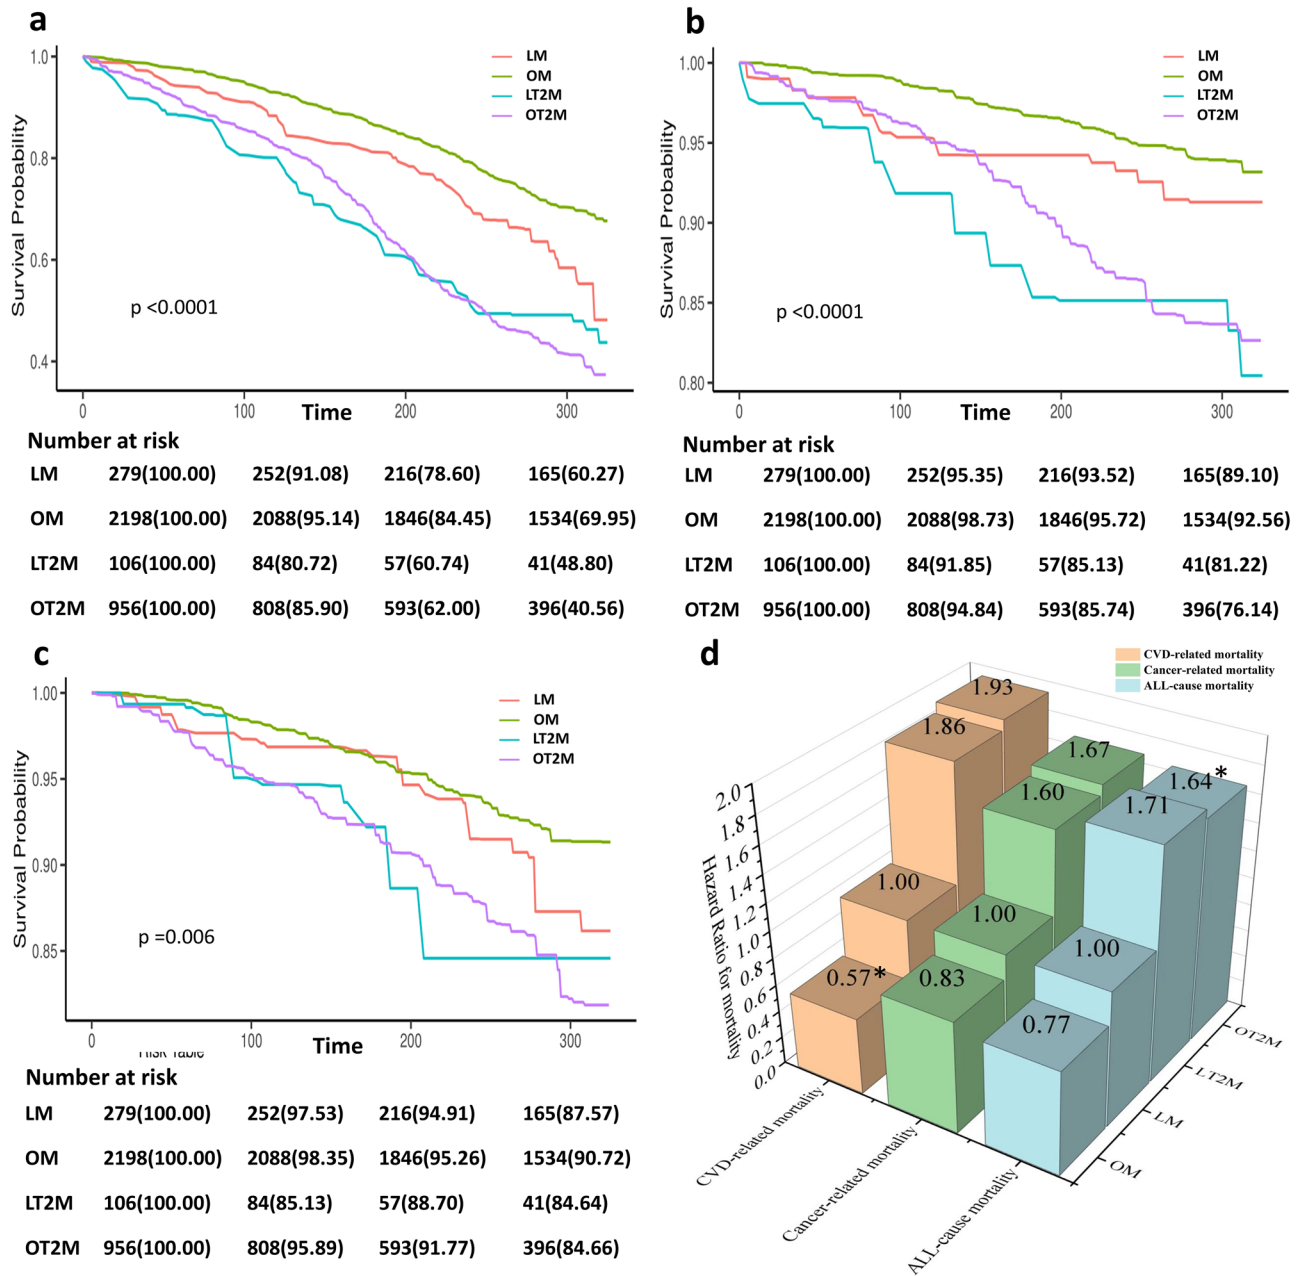 a
1.0
0.8
0.6
0.4
Survival Probability
LM
OM
LT2M
OT2M
p <0.0001
0 100 200 300
Time
Number at risk
LM 279(100.00) 252(91.08) 216(78.60) 165(60.27)
OM 2198(100.00) 2088(95.14) 1846(84.45) 1534(69.95)
LT2M 106(100.00) 84(80.72) 57(60.74) 41(48.80)
OT2M 956(100.00) 808(85.90) 593(62.00) 396(40.56)
b
1.00
0.95
0.90
0.85
0.80
Survival Probability
LM
OM
LT2M
OT2M
p <0.0001
0 100 200 300
Time
Number at risk
LM 279(100.00) 252(95.35) 216(93.52) 165(89.10)
OM 2198(100.00) 2088(98.73) 1846(95.72) 1534(92.56)
LT2M 106(100.00) 84(91.85) 57(85.13) 41(81.22)
OT2M 956(100.00) 808(94.84) 593(85.74) 396(76.14)
c
1.00
0.95
0.90
0.85
Survival Probability
LM
OM
LT2M
OT2M
p =0.006
0 100 200 300
Time
Risk Table
Number at risk
LM 279(100.00) 252(97.53) 216(94.91) 165(87.57)
OM 2198(100.00) 2088(98.35) 1846(95.26) 1534(90.72)
LT2M 106(100.00) 84(85.13) 57(88.70) 41(84.64)
OT2M 956(100.00) 808(95.89) 593(91.77) 396(84.66)
d
CVD-related mortality
Cancer-related mortality
ALL-cause mortality
1.93
1.86
1.67
1.64*
1.60
1.71
1.00
1.00
1.00
0.57*
0.83
0.77
2.0
1.8
1.6
1.4
1.2
1.0
0.8
0.6
0.4
0.2
0.0
Hazard Ratio for mortality
CVD-related mortality
Cancer-related mortality
ALL-cause mortality
OT2M
LT2M
LM
OM